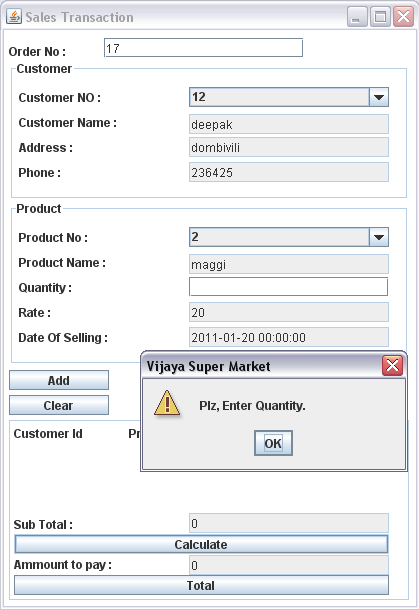 Sales Transaction
Order No : 17
Customer
Customer NO : 12
Customer Name : deepak
Address : dombivili
Phone : 236425
Product
Product No : 2
Product Name : maggi
Quantity :
Rate : 20
Date Of Selling : 2011-01-20 00:00:00
Vijaya Super Market
Plz, Enter Quantity.
OK
Add
Clear
Customer Id
Sub Total : 0
Calculate
Ammount to pay : 0
Total